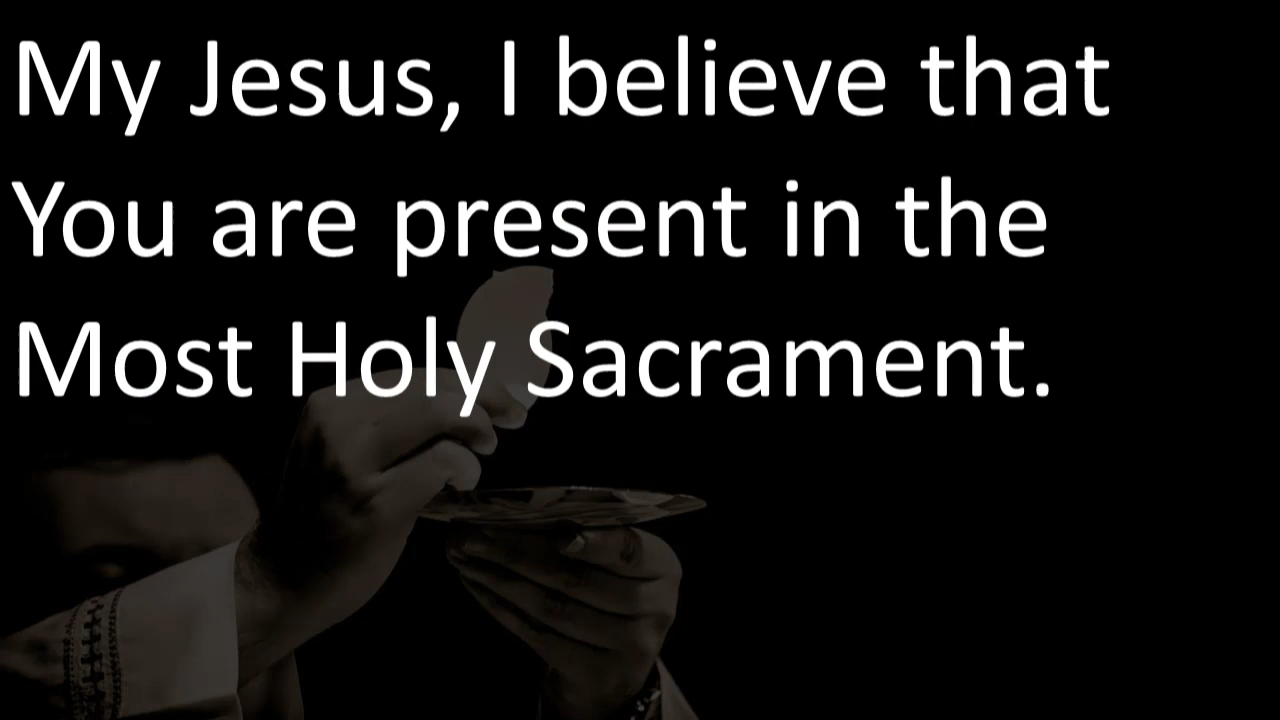 My Jesus, I believe that
You are present in the
Most Holy Sacrament.